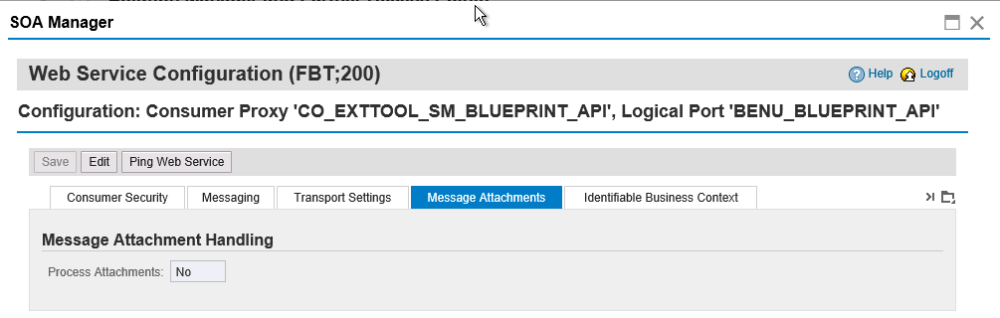 SOA Manager
Web Service Configuration (FBT;200)
Help Logoff
Configuration: Consumer Proxy 'CO_EXTTOOL_SM_BLUEPRINT_API', Logical Port 'BENU_BLUEPRINT_API'
Save Edit Ping Web Service
Consumer Security Messaging Transport Settings Message Attachments Identifiable Business Context
Message Attachment Handling
Process Attachments: No